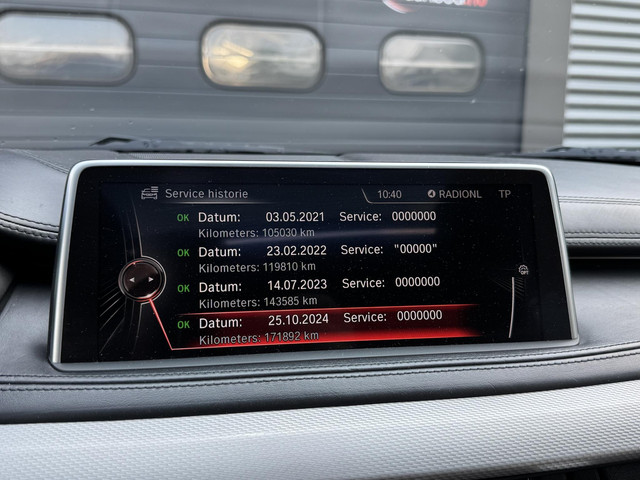 Service historie 10:40 RADIONL TP
OK Datum: 03.05.2021 Service: 0000000
Kilometers: 105030 km
OK Datum: 23.02.2022 Service: "00000"
Kilometers: 119810 km
OK Datum: 14.07.2023 Service: 0000000
Kilometers: 143585 km
OK Datum: 25.10.2024 Service: 0000000
Kilometers: 171892 km